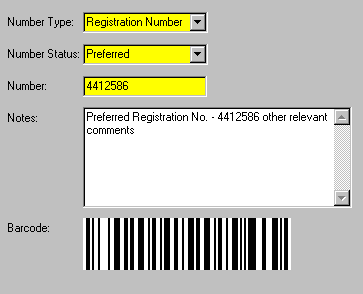 Number Type: Registration Number
Number Status: Preferred
Number: 4412586
Notes: Preferred Registration No. - 4412586 other relevant
comments
Barcode: